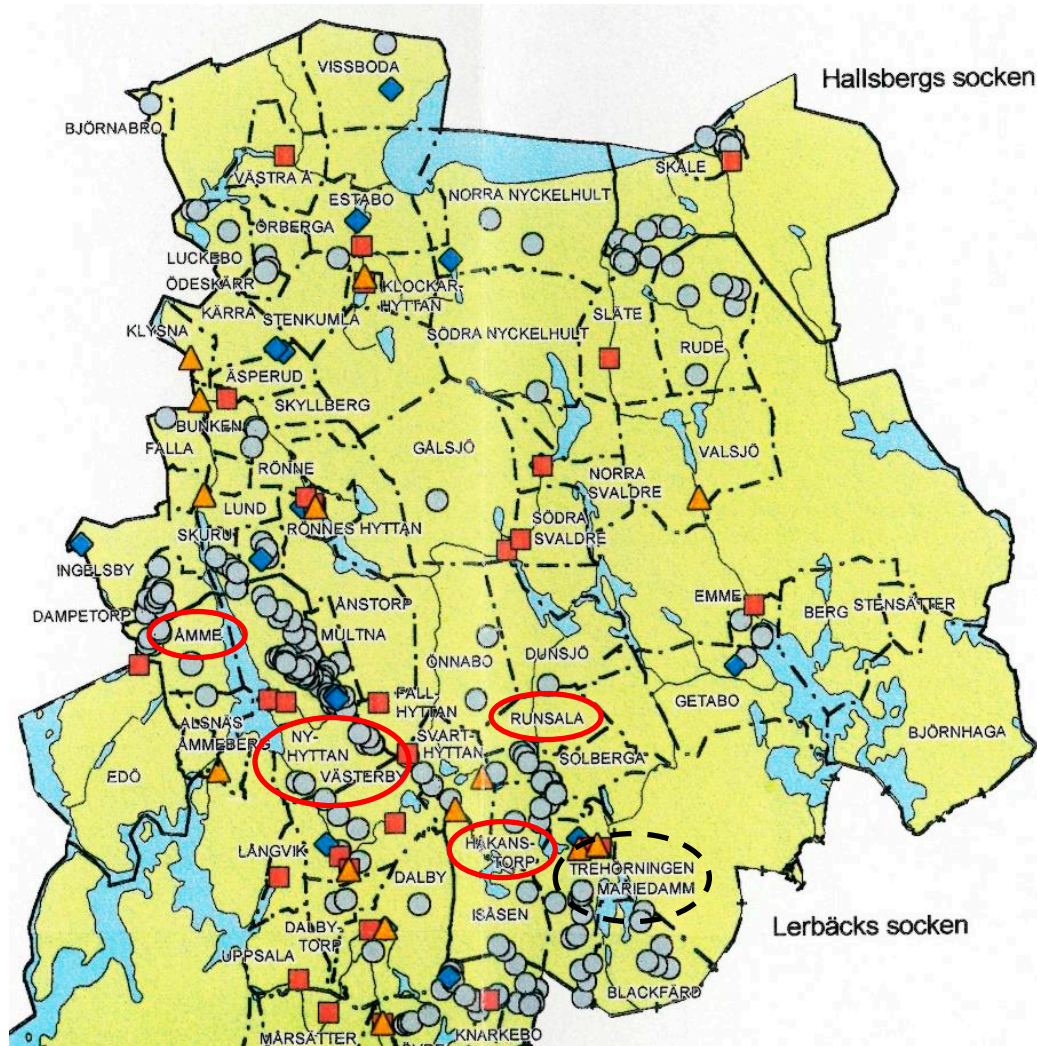 VISSBODA
Hallsbergs socken
BJÖRNABRO
SKÅLE
VÄSTRA Å
ESTABO
NORRA NYCKELHULT
ÖRBERGA
LUCKEBO
ÖDESKÄRR
KLOCKAR-
HYTTAN
KÄRRA
STENKUMLA
SLÄTE
KLYSNA
SÖDRA NYCKELHULT
RUDE
ÄSPERUD
SKYLLBERG
BUNKEN
FALLA
GÅLSJÖ
VALSJÖ
RÖNNE
NORRA
SVALDRE
LUND
RÖNNES HYTTAN
SÖDRA
SVALDRE
SKURU
INGELSBY
ÅNSTORP
EMME
BERG
STENSÄTTER
DAMPETORP
ÅMME
MULTNA
ÖNNABO
DUNSJÖ
FALL-
HYTTAN
GETABO
ALSNÄS
RUNSALA
ÅMMEBERG
NY-
HYTTAN
SVART-
HYTTAN
BJÖRNHAGA
SOLBERGA
EDÖ
VÄSTERBY
LÅNGVIK
HÅKANS-
TORP
TREHÖRNINGEN
DALBY
MARIEDAMM
ISÅSEN
Lerbäcks socken
DALBY-
TORP
UPPSALA
BLACKFÄRD
MÅRSÄTTER
KNARKEBO